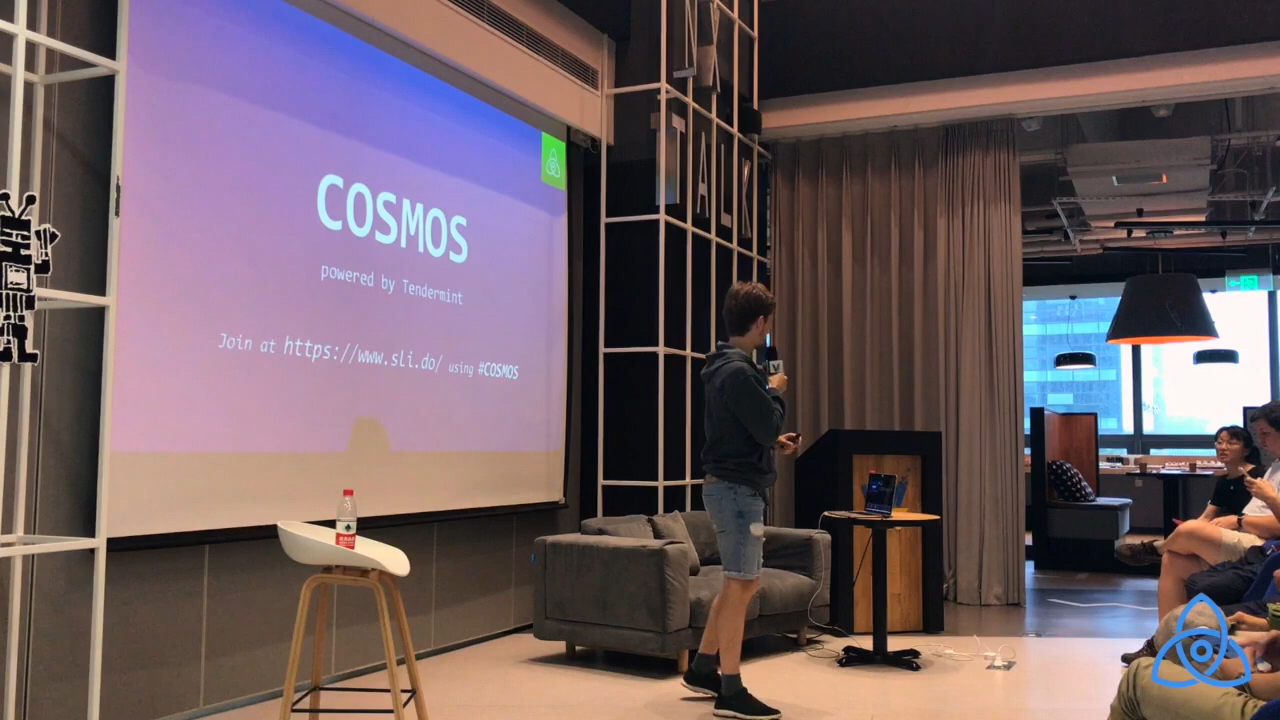 COSMOS
powered by Tendermint
Join at https://www.sli.do/ using #COSMOS
TALK